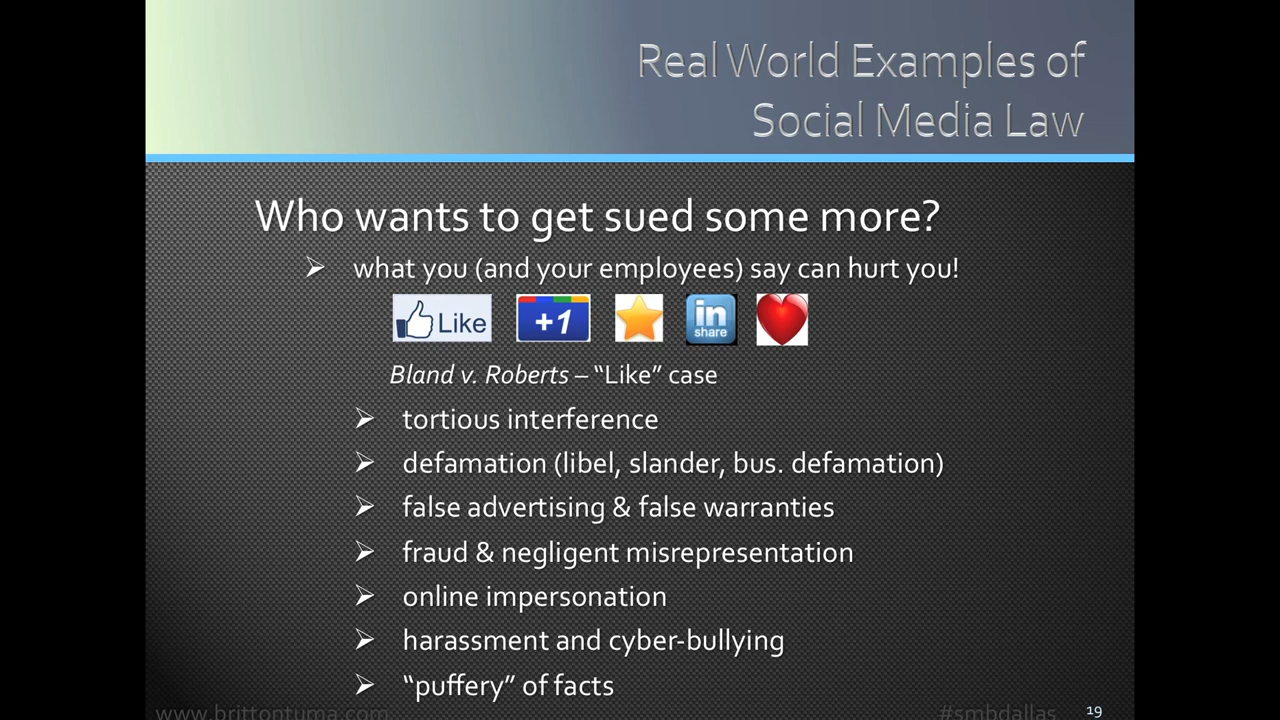 Real World Examples of
Social Media Law
Who wants to get sued some more?
what you (and your employees) say can hurt you!
Like +1 in share
Bland v. Roberts – “Like” case
tortious interference
defamation (libel, slander, bus. defamation)
false advertising & false warranties
fraud & negligent misrepresentation
online impersonation
harassment and cyber-bullying
“puffery” of facts
www.brittontuma.com #smbdallas 19